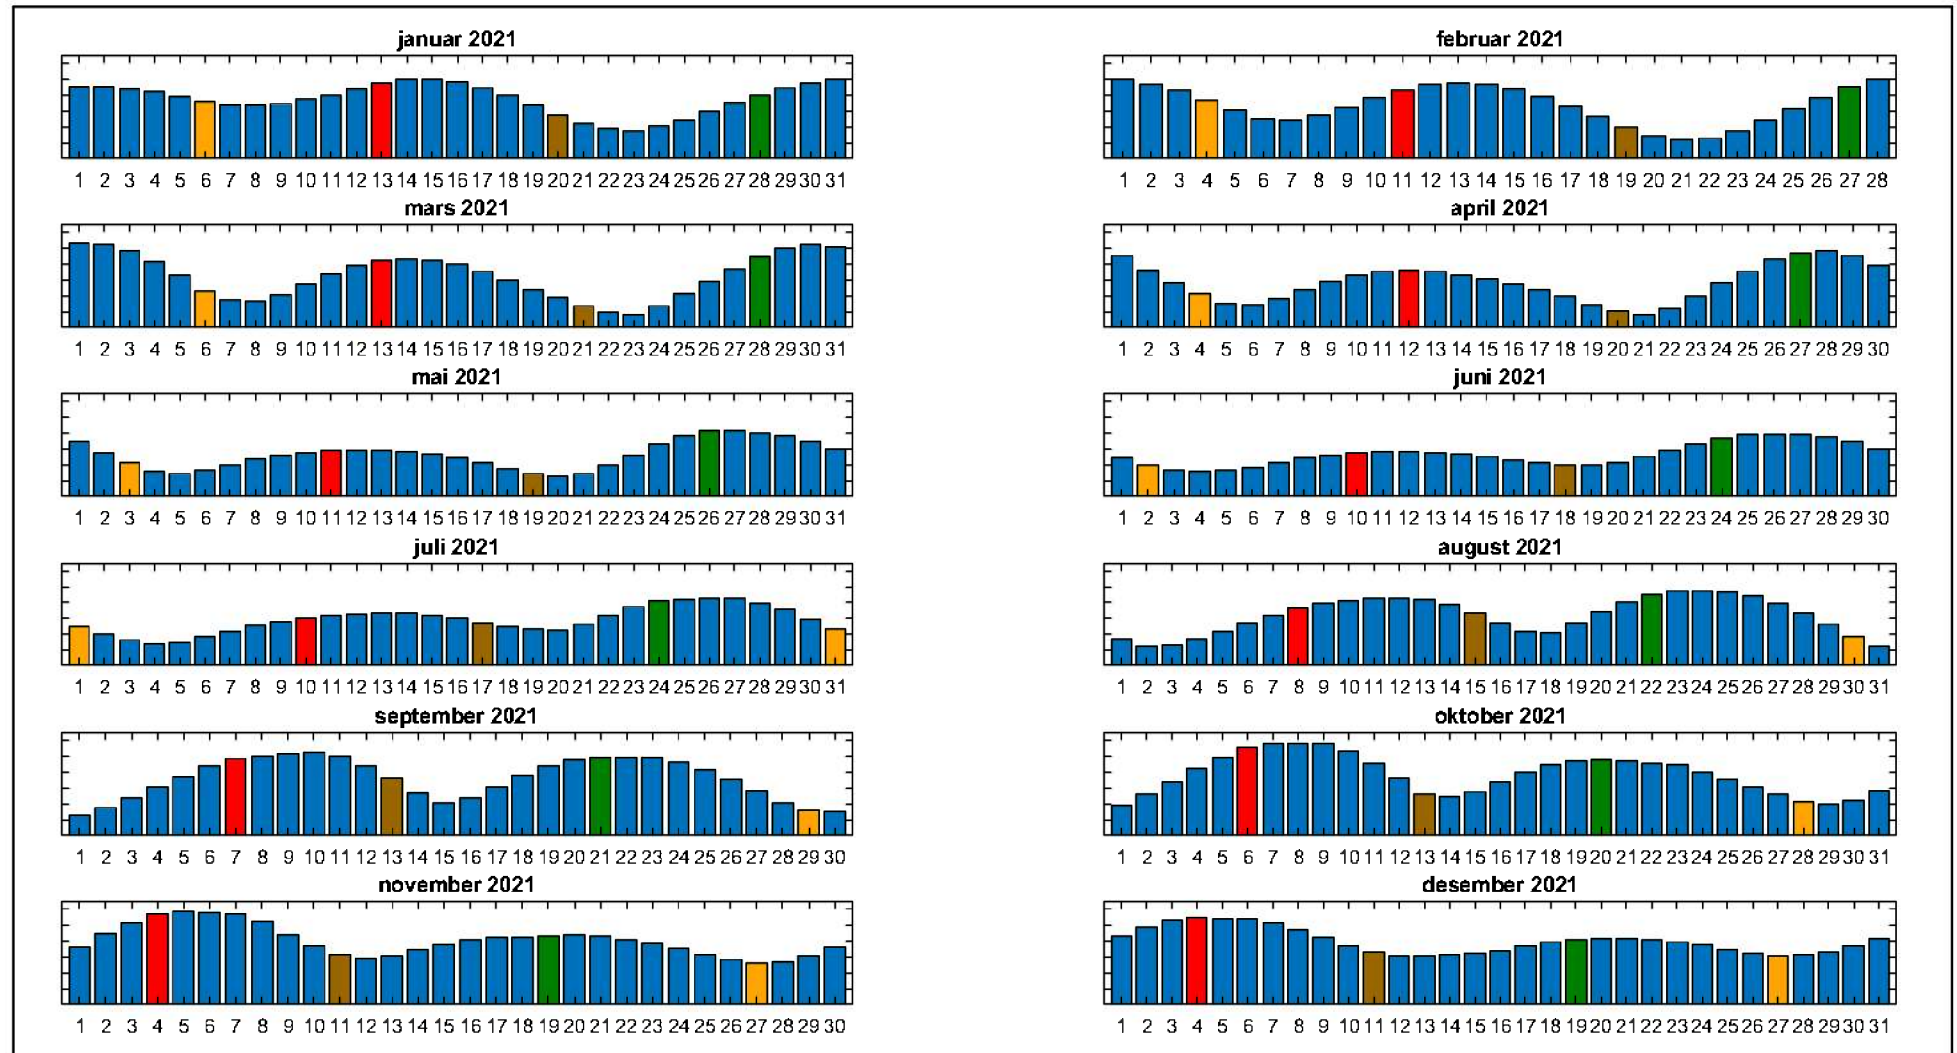 januar 2021
1 2 3 4 5 6 7 8 9 10 11 12 13 14 15 16 17 18 19 20 21 22 23 24 25 26 27 28 29 30 31
februar 2021
1 2 3 4 5 6 7 8 9 10 11 12 13 14 15 16 17 18 19 20 21 22 23 24 25 26 27 28
mars 2021
1 2 3 4 5 6 7 8 9 10 11 12 13 14 15 16 17 18 19 20 21 22 23 24 25 26 27 28 29 30 31
april 2021
1 2 3 4 5 6 7 8 9 10 11 12 13 14 15 16 17 18 19 20 21 22 23 24 25 26 27 28 29 30
mai 2021
1 2 3 4 5 6 7 8 9 10 11 12 13 14 15 16 17 18 19 20 21 22 23 24 25 26 27 28 29 30 31
juni 2021
1 2 3 4 5 6 7 8 9 10 11 12 13 14 15 16 17 18 19 20 21 22 23 24 25 26 27 28 29 30
juli 2021
1 2 3 4 5 6 7 8 9 10 11 12 13 14 15 16 17 18 19 20 21 22 23 24 25 26 27 28 29 30 31
august 2021
1 2 3 4 5 6 7 8 9 10 11 12 13 14 15 16 17 18 19 20 21 22 23 24 25 26 27 28 29 30 31
september 2021
1 2 3 4 5 6 7 8 9 10 11 12 13 14 15 16 17 18 19 20 21 22 23 24 25 26 27 28 29 30
oktober 2021
1 2 3 4 5 6 7 8 9 10 11 12 13 14 15 16 17 18 19 20 21 22 23 24 25 26 27 28 29 30 31
november 2021
1 2 3 4 5 6 7 8 9 10 11 12 13 14 15 16 17 18 19 20 21 22 23 24 25 26 27 28 29 30
desember 2021
1 2 3 4 5 6 7 8 9 10 11 12 13 14 15 16 17 18 19 20 21 22 23 24 25 26 27 28 29 30 31